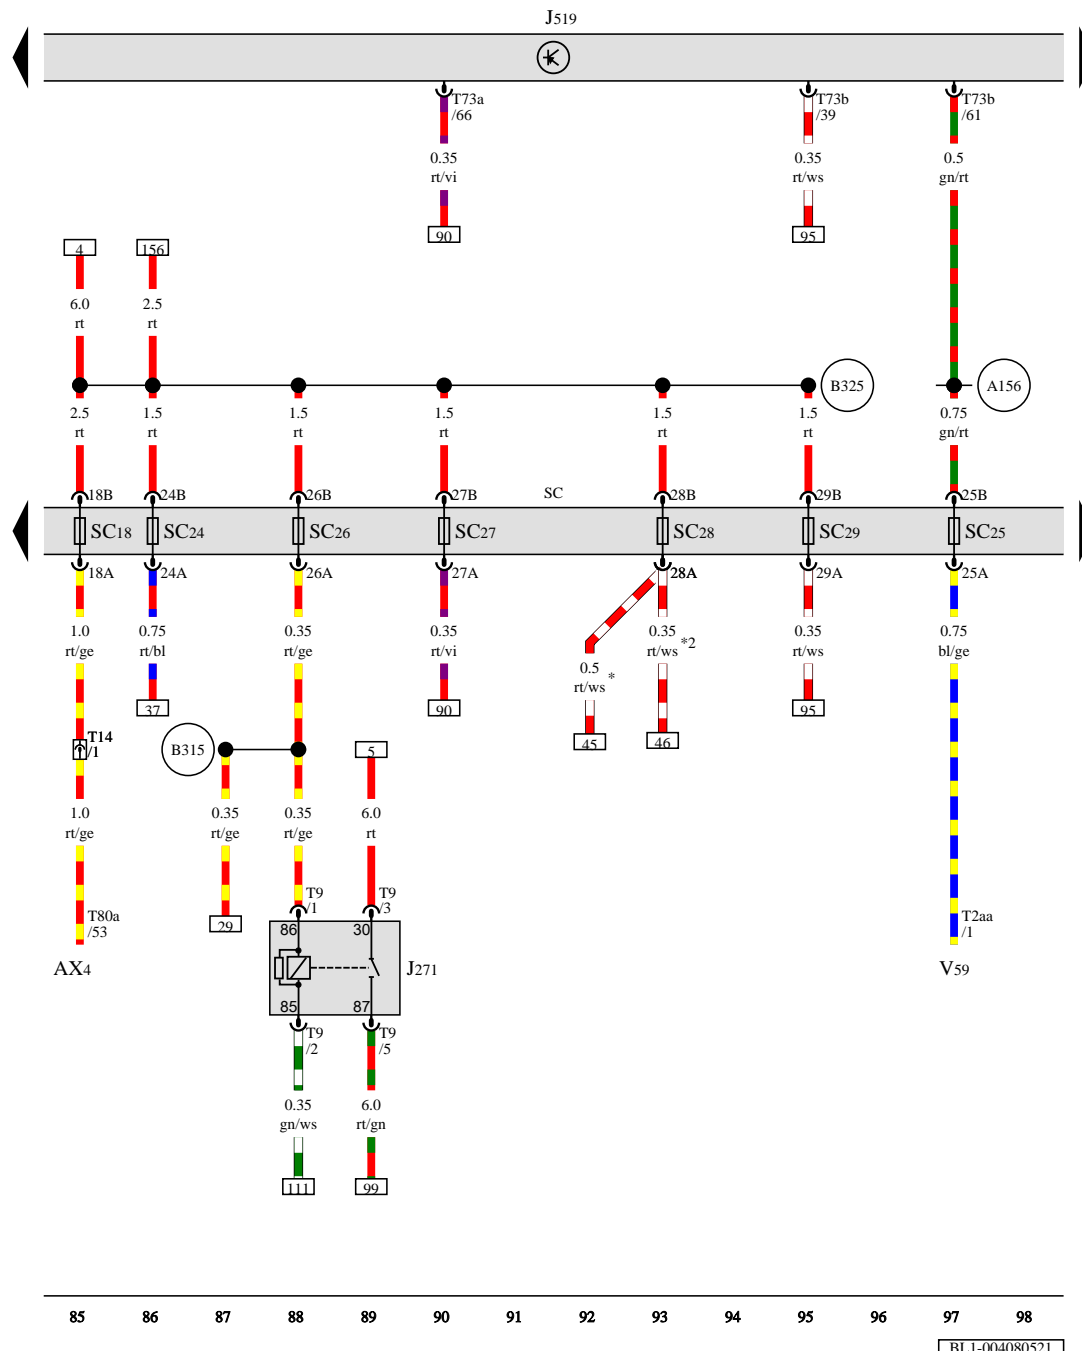 J519
T73a
/66
T73b
/39
T73b
/61
0.35
rt/vi
0.35
rt/ws
0.5
gn/rt
90
95
4
156
6.0
rt
2.5
rt
B325
A156
2.5
rt
1.5
rt
1.5
rt
1.5
rt
1.5
rt
1.5
rt
0.75
gn/rt
18B
24B
26B
27B
SC
28B
29B
25B
SC18
SC24
SC26
SC27
SC28
SC29
SC25
18A
24A
26A
27A
28A
29A
25A
1.0
rt/ge
0.75
rt/bl
0.35
rt/ge
0.35
rt/vi
0.5
rt/ws *
0.35
rt/ws *2
0.35
rt/ws
0.75
bl/ge
37
90
95
45
46
T14
/1
B315
5
1.0
rt/ge
0.35
rt/ge
0.35
rt/ge
6.0
rt
T80a
/53
29
T9
/1
T9
/3
T2aa
/1
AX4
86
30
J271
V59
85
87
T9
/2
T9
/5
0.35
gn/ws
6.0
rt/gn
111
99
85 86 87 88 89 90 91 92 93 94 95 96 97 98
BL1-004080521